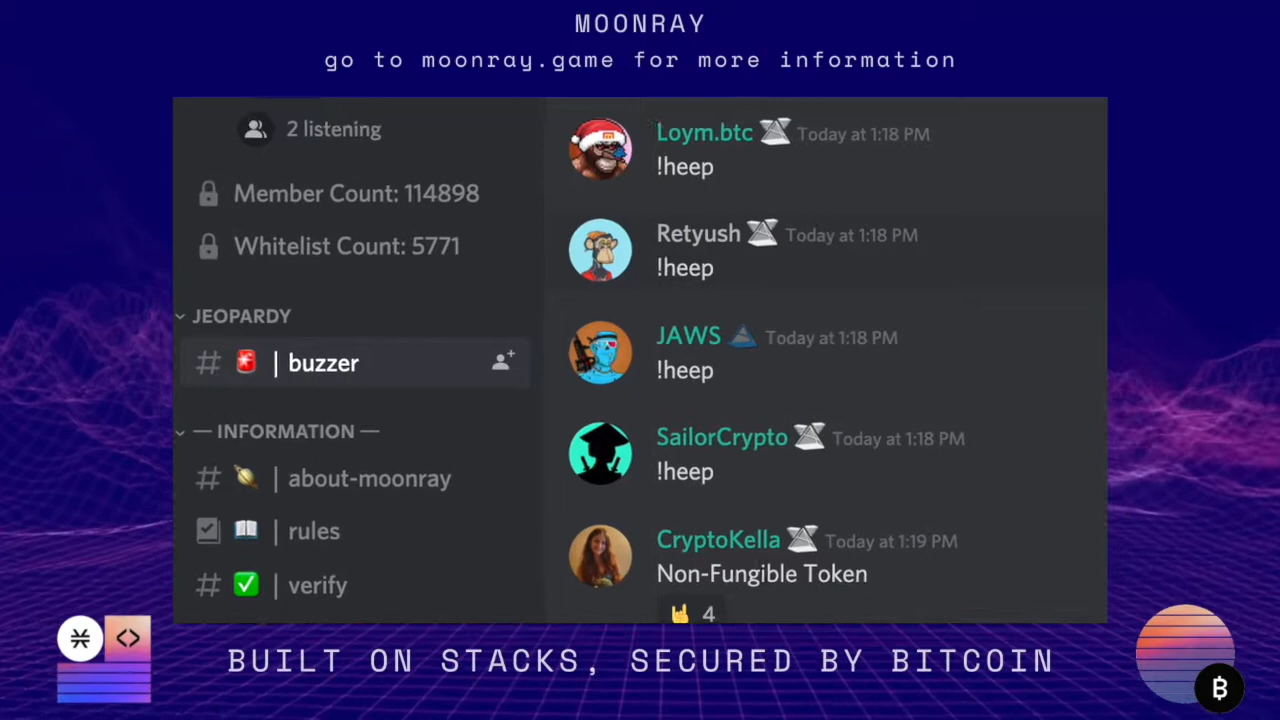 MOONRAY
go to moonray.game for more information
2 listening
Member Count: 114898
Whitelist Count: 5771
JEOPARDY
# | buzzer
— INFORMATION —
# | about-moonray
| rules
# | verify
Loym.btc Today at 1:18 PM
!heep
Retyush Today at 1:18 PM
!heep
JAWS Today at 1:18 PM
!heep
SailorCrypto Today at 1:18 PM
!heep
CryptoKella Today at 1:19 PM
Non-Fungible Token
🤘 4
BUILT ON STACKS, SECURED BY BITCOIN